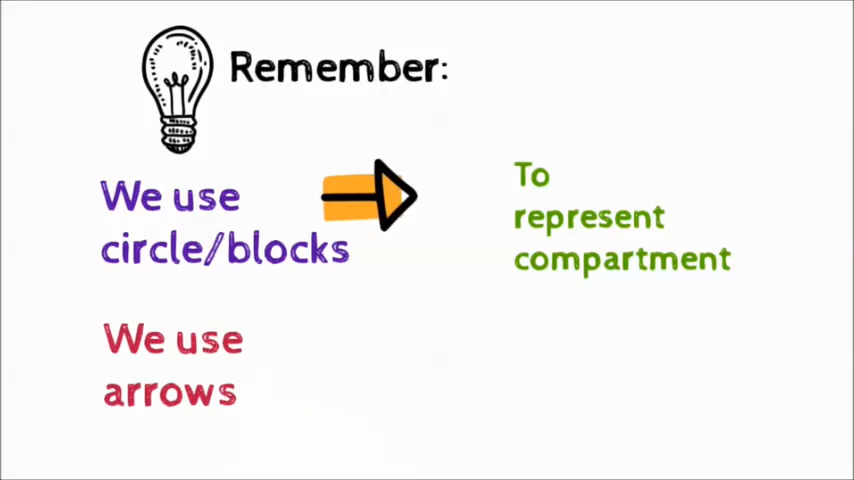 Remember:
We use
circle/blocks
To
represent
compartment
We use
arrows